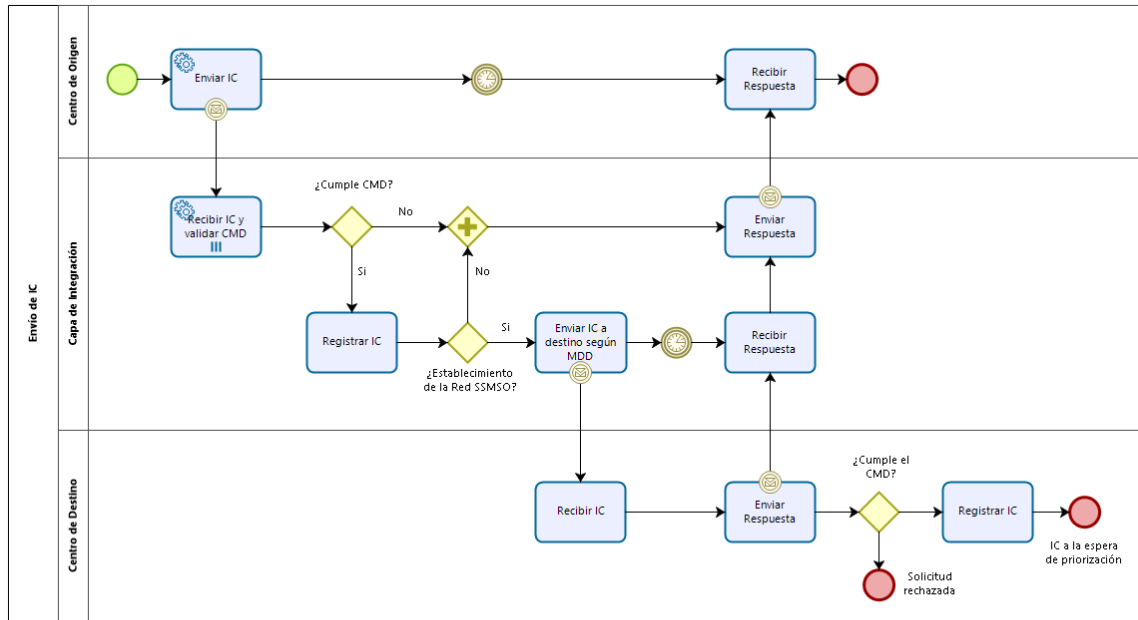 Envío de IC
Centro de Origen
Enviar IC
Recibir
Respuesta
Capa de Integración
Recibir IC y
validar CMD
¿Cumple CMD?
No
Si
Enviar
Respuesta
Registrar IC
No
Si
¿Establecimiento
de la Red SSMSO?
Enviar IC a
destino según
MDD
Recibir
Respuesta
Centro de Destino
Recibir IC
Enviar
Respuesta
¿Cumple el
CMD?
Registrar IC
IC a la espera
de priorización
Solicitud
rechazada